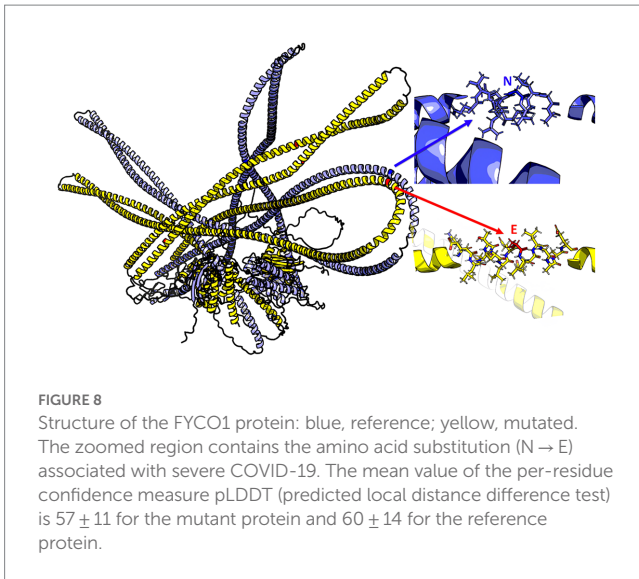 N
E
FIGURE 8
Structure of the FYCO1 protein: blue, reference; yellow, mutated.
The zoomed region contains the amino acid substitution (N → E)
associated with severe COVID-19. The mean value of the per-residue
confidence measure pLDDT (predicted local distance difference test)
is 57 ± 11 for the mutant protein and 60 ± 14 for the reference
protein.